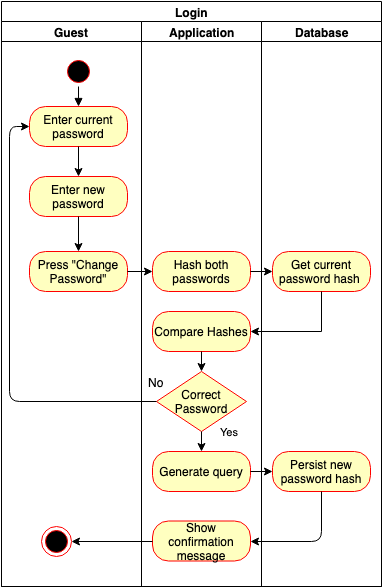 Login
Guest
Application
Database
Enter current
password
Enter new
password
Press "Change
Password"
Hash both
passwords
Get current
password hash
Compare Hashes
No
Correct
Password
Yes
Generate query
Persist new
password hash
Show
confirmation
message